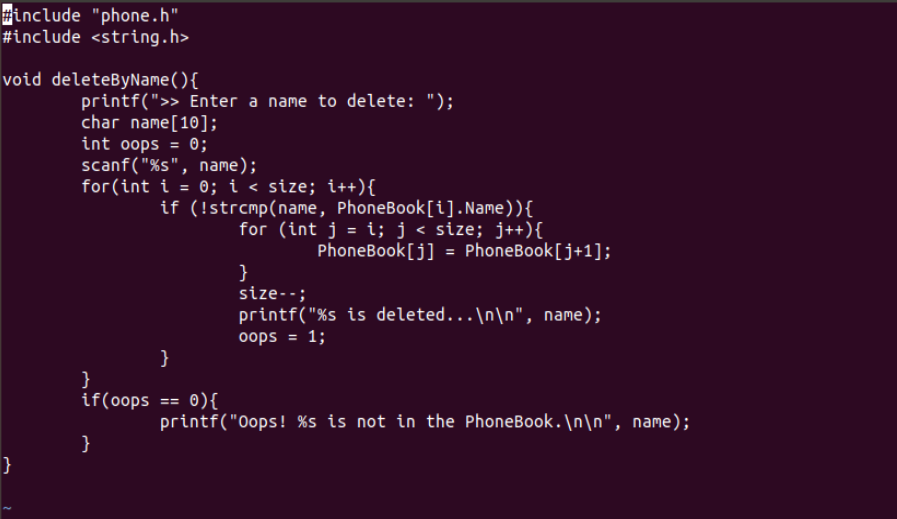 #include "phone.h"
#include <string.h>

void deleteByName(){
        printf(">> Enter a name to delete: ");
        char name[10];
        int oops = 0;
        scanf("%s", name);
        for(int i = 0; i < size; i++){
                if (!strcmp(name, PhoneBook[i].Name)){
                        for (int j = i; j < size; j++){
                                PhoneBook[j] = PhoneBook[j+1];
                        }
                        size--;
                        printf("%s is deleted...\n\n", name);
                        oops = 1;
                }
        }
        if(oops == 0){
                printf("Oops! %s is not in the PhoneBook.\n\n", name);
        }
}

~